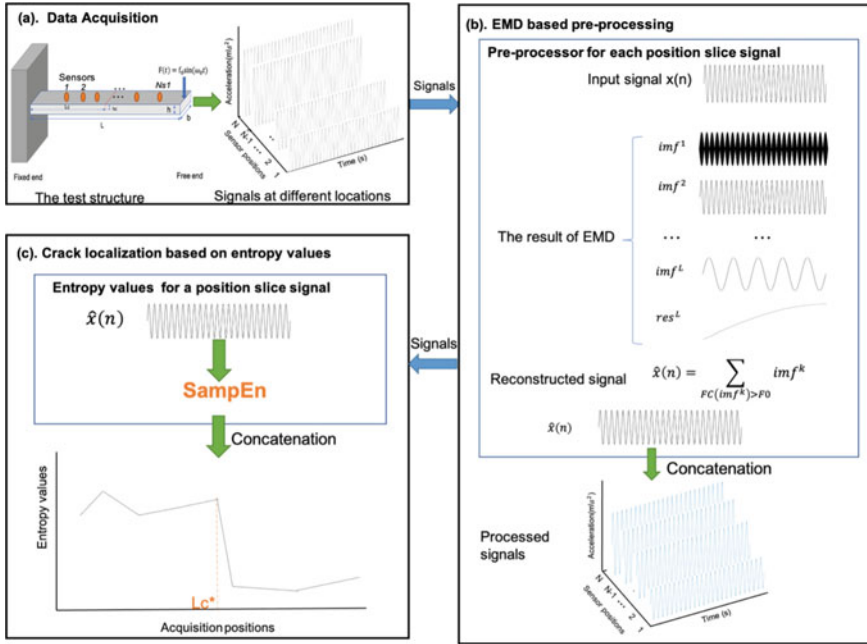 (a). Data Acquisition
Sensors
F(t) = f₀sin(ω₀t)
1 2 ... Ns1
h
b
L
Fixed end
Free end
The test structure
Acceleration(m/s²)
N N-1 ... 2 1
Sensor positions
Time (s)
Signals at different locations
Signals
(b). EMD based pre-processing
Pre-processor for each position slice signal
Input signal x(n)
imf¹
imf²
The result of EMD
... ...
imfᴸ
resᴸ
Reconstructed signal
x̂(n) = ∑ imfᵏ
FC(imfᵏ)>F0
x̂(n)
Concatenation
Processed signals
Acceleration(m/s²)
N N-1 ... 2 1
Sensor positions
Time (s)
Signals
(c). Crack localization based on entropy values
Entropy values for a position slice signal
x̂(n)
SampEn
Concatenation
Entropy values
Lc*
Acquisition positions